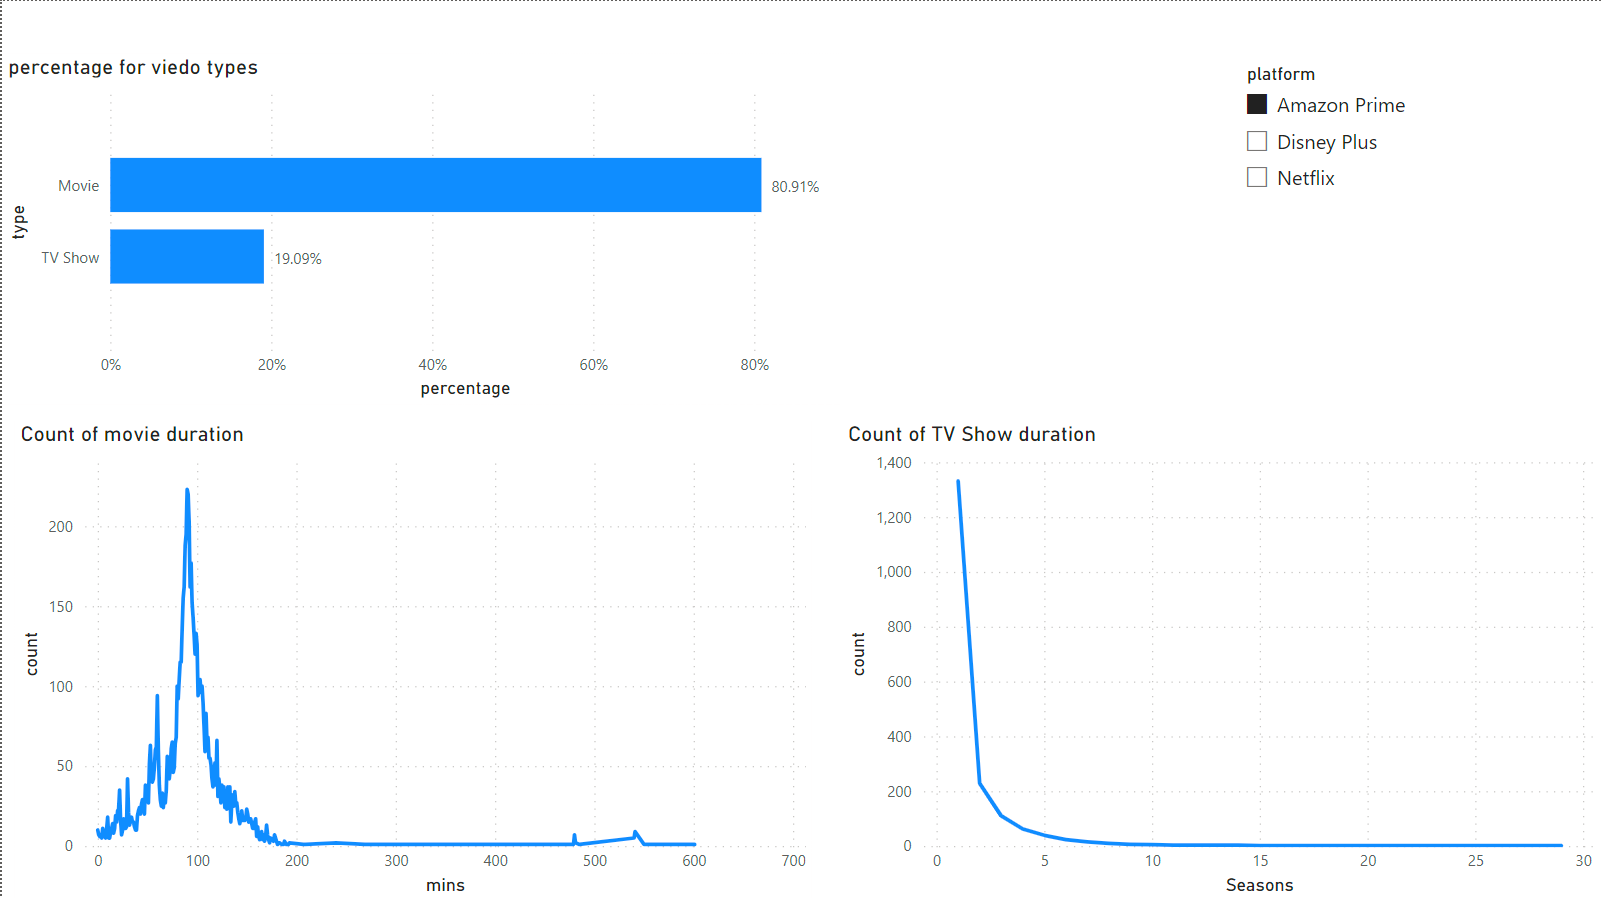 percentage for viedo types
type
Movie
80.91%
TV Show
19.09%
0% 20% 40% 60% 80%
percentage
platform
Amazon Prime
Disney Plus
Netflix
Count of movie duration
count
200
150
100
50
0
0 100 200 300 400 500 600 700
mins
Count of TV Show duration
count
1,400
1,200
1,000
800
600
400
200
0
0 5 10 15 20 25 30
Seasons